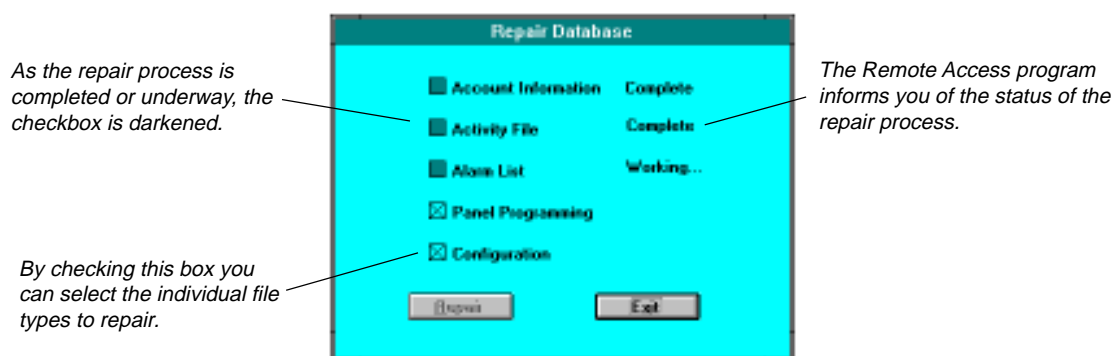 Repair Database
As the repair process is
completed or underway, the
checkbox is darkened.
Account Information Complete
Activity File Complete
Alarm List Working...
Panel Programming
Configuration
Repair Exit
The Remote Access program
informs you of the status of the
repair process.
By checking this box you
can select the individual file
types to repair.